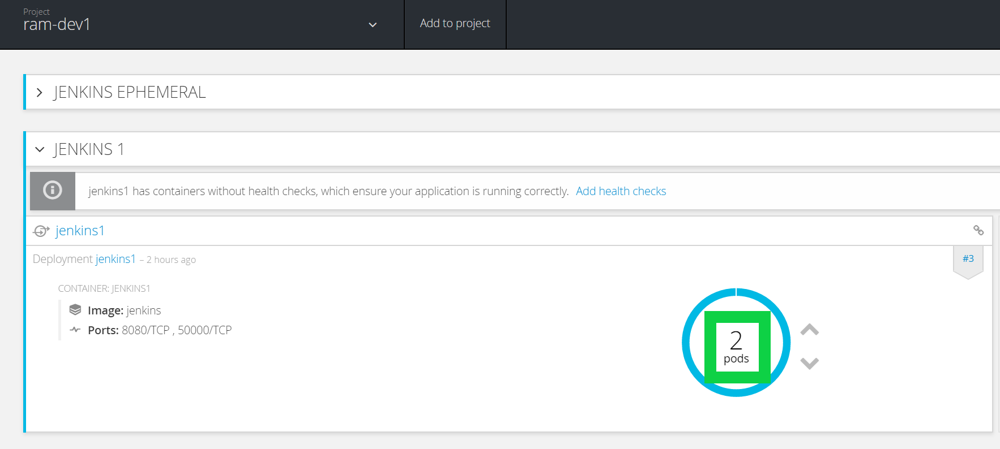 Project
ram-dev1
Add to project
JENKINS EPHEMERAL
JENKINS 1
jenkins1 has containers without health checks, which ensure your application is running correctly. Add health checks
jenkins1
Deployment jenkins1 – 2 hours ago
#3
CONTAINER: JENKINS1
Image: jenkins
Ports: 8080/TCP , 50000/TCP
2
pods